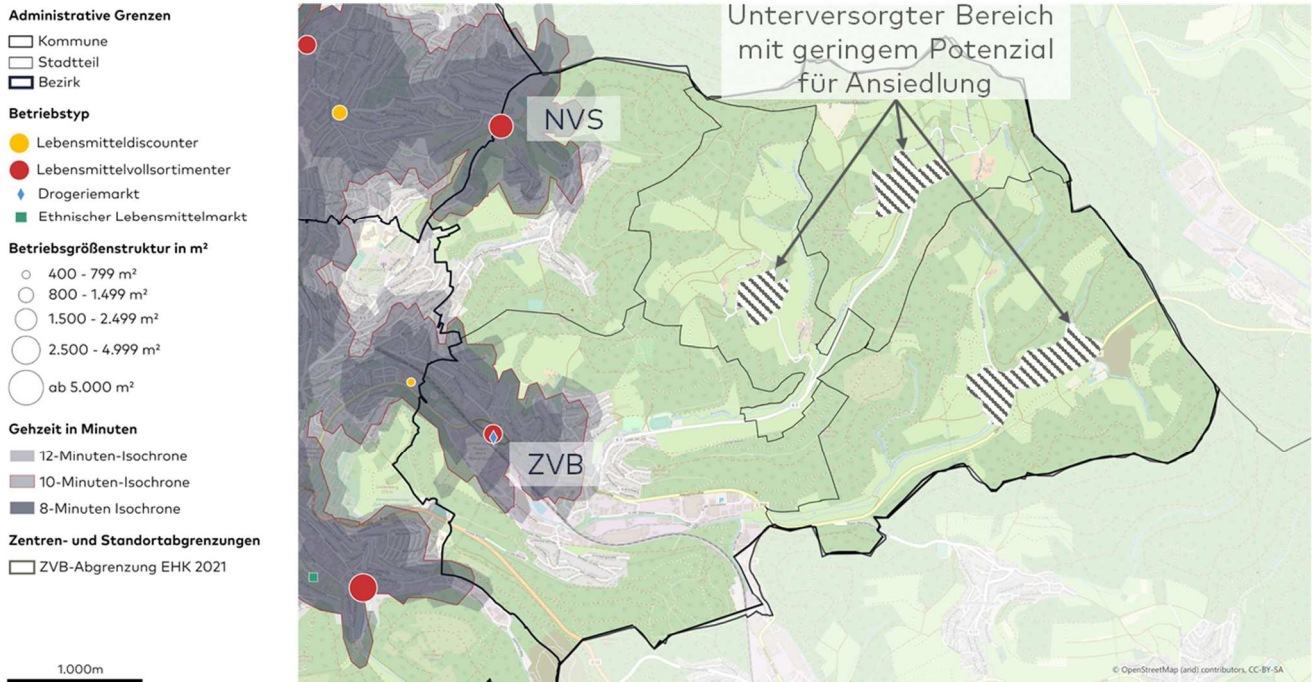 Administrative Grenzen
Kommune
Stadtteil
Bezirk
Betriebstyp
Lebensmitteldiscounter
Lebensmittelvollsortimenter
Drogeriemarkt
Ethnischer Lebensmittelmarkt
Betriebsgrößenstruktur in m²
400 - 799 m²
800 - 1.499 m²
1.500 - 2.499 m²
2.500 - 4.999 m²
ab 5.000 m²
Gehzeit in Minuten
12-Minuten-Isochrone
10-Minuten-Isochrone
8-Minuten Isochrone
Zentren- und Standortabgrenzungen
ZVB-Abgrenzung EHK 2021
1.000m
Unterversorgter Bereich
mit geringem Potenzial
für Ansiedlung
NVS
ZVB
© OpenStreetMap (and) contributors, CC-BY-SA